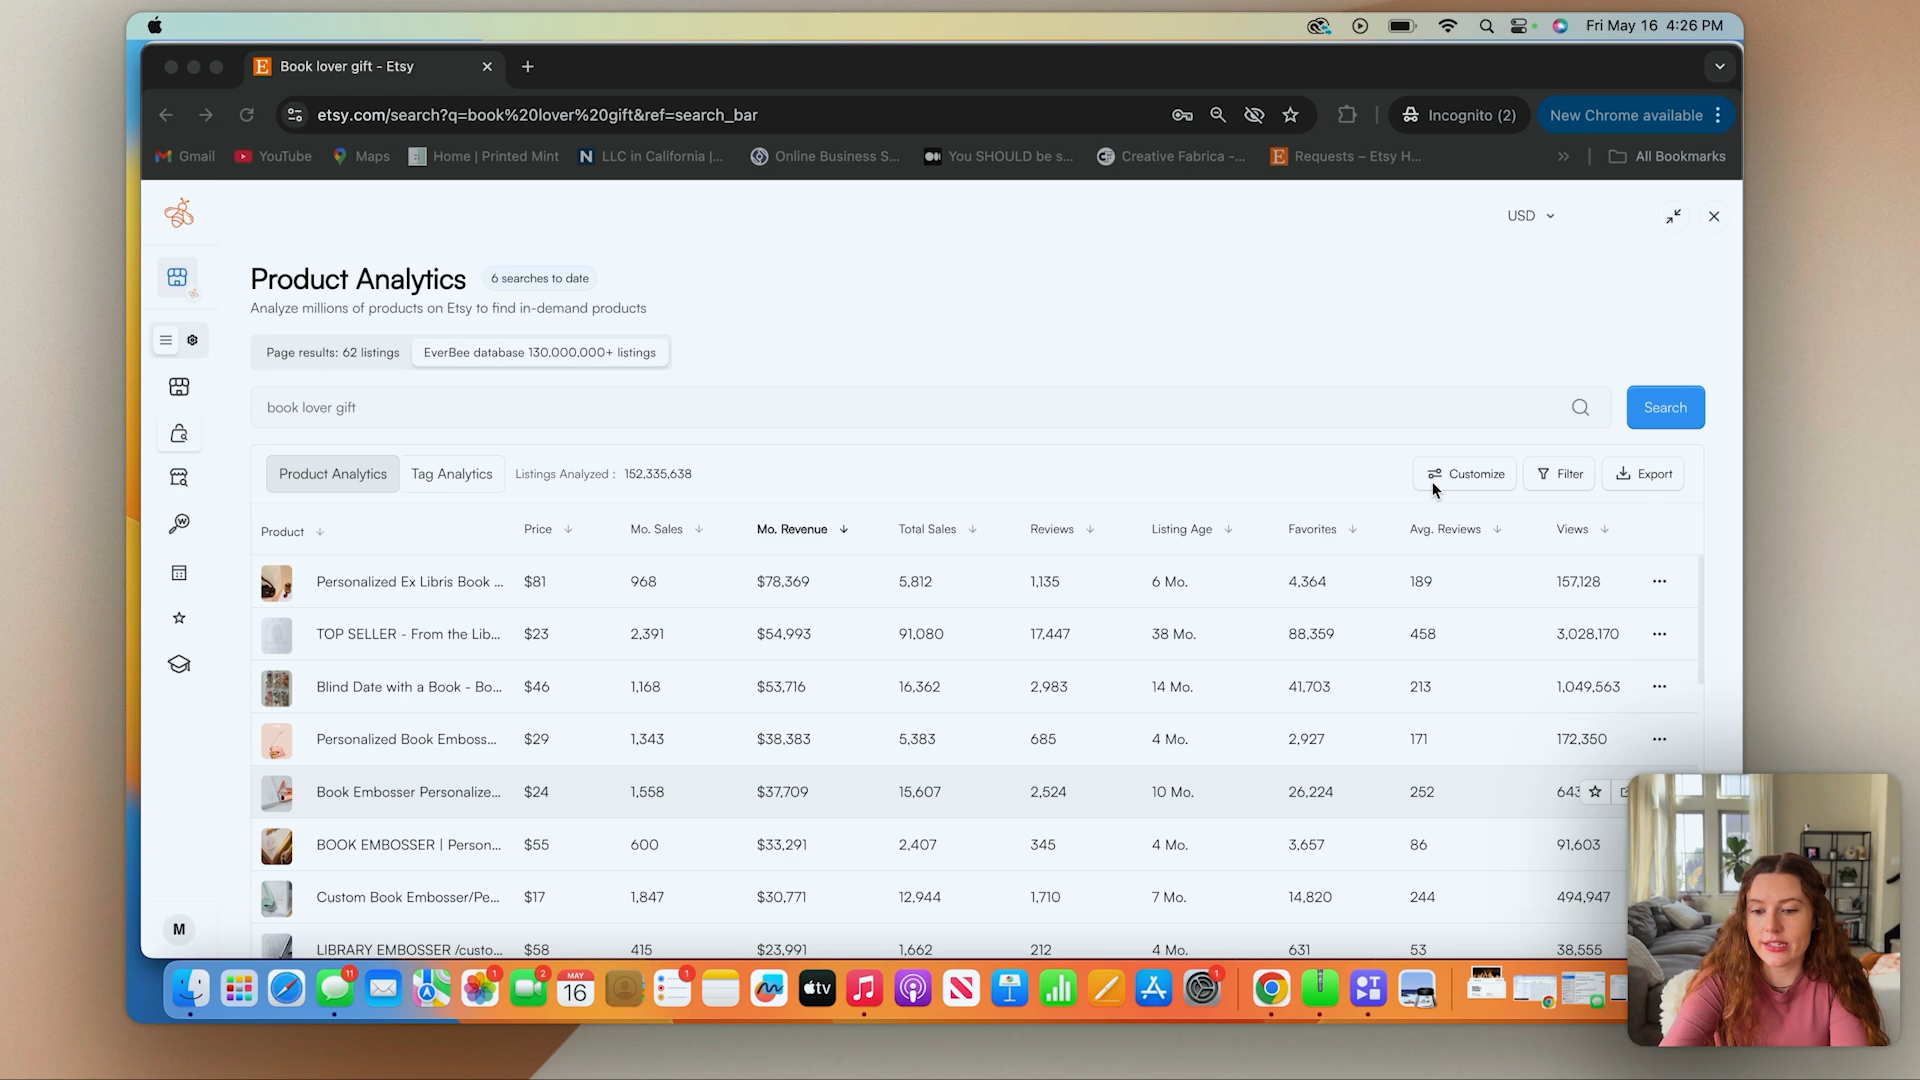 Fri May 16 4:26 PM
Book lover gift - Etsy
etsy.com/search?q=book%20lover%20gift&ref=search_bar
Incognito (2)
New Chrome available
Gmail
YouTube
Maps
Home | Printed Mint
LLC in California |...
Online Business S...
You SHOULD be s...
Creative Fabrica -...
Requests – Etsy H...
All Bookmarks
USD
Product Analytics
6 searches to date
Analyze millions of products on Etsy to find in-demand products
Page results: 62 listings
EverBee database 130,000,000+ listings
book lover gift
Search
Product Analytics
Tag Analytics
Listings Analyzed : 152,335,638
Customize
Filter
Export
Product Price Mo. Sales Mo. Revenue Total Sales Reviews Listing Age Favorites Avg. Reviews Views
Personalized Ex Libris Book ... $81 968 $78,369 5,812 1,135 6 Mo. 4,364 189 157,128
TOP SELLER - From the Lib... $23 2,391 $54,993 91,080 17,447 38 Mo. 88,359 458 3,028,170
Blind Date with a Book - Bo... $46 1,168 $53,716 16,362 2,983 14 Mo. 41,703 213 1,049,563
Personalized Book Emboss... $29 1,343 $38,383 5,383 685 4 Mo. 2,927 171 172,350
Book Embosser Personalize... $24 1,558 $37,709 15,607 2,524 10 Mo. 26,224 252 643
BOOK EMBOSSER | Person... $55 600 $33,291 2,407 345 4 Mo. 3,657 86 91,603
Custom Book Embosser/Pe... $17 1,847 $30,771 12,944 1,710 7 Mo. 14,820 244 494,947
LIBRARY EMBOSSER /custo... $58 415 $23,991 1,662 212 4 Mo. 631 53 38,555
M
11
1
2
MAY
16
1
tv
1